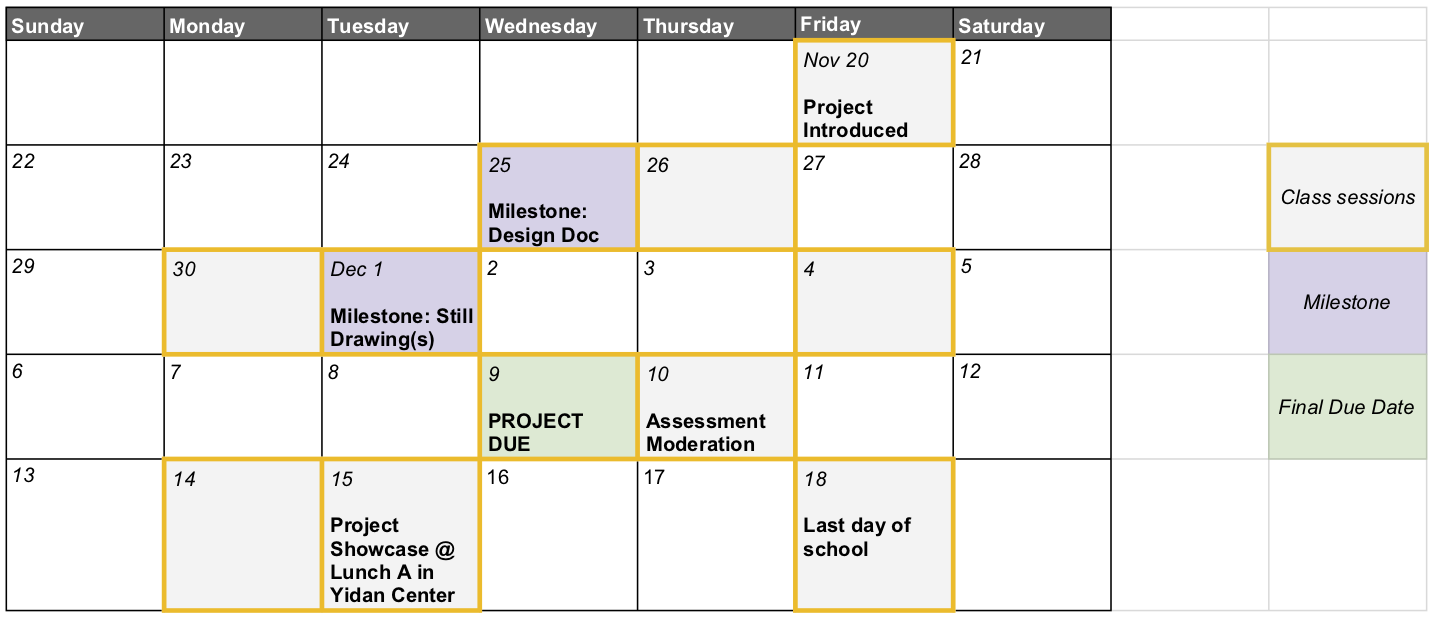 Sunday Monday Tuesday Wednesday Thursday Friday Saturday
Nov 20 21
Project
Introduced
22 23 24 25 26 27 28
Milestone:
Design Doc
Class sessions
29 30 Dec 1 2 3 4 5
Milestone: Still
Drawing(s)
Milestone
6 7 8 9 10 11 12
PROJECT
DUE
Assessment
Moderation
Final Due Date
13 14 15 16 17 18
Project
Showcase @
Lunch A in
Yidan Center
Last day of
school